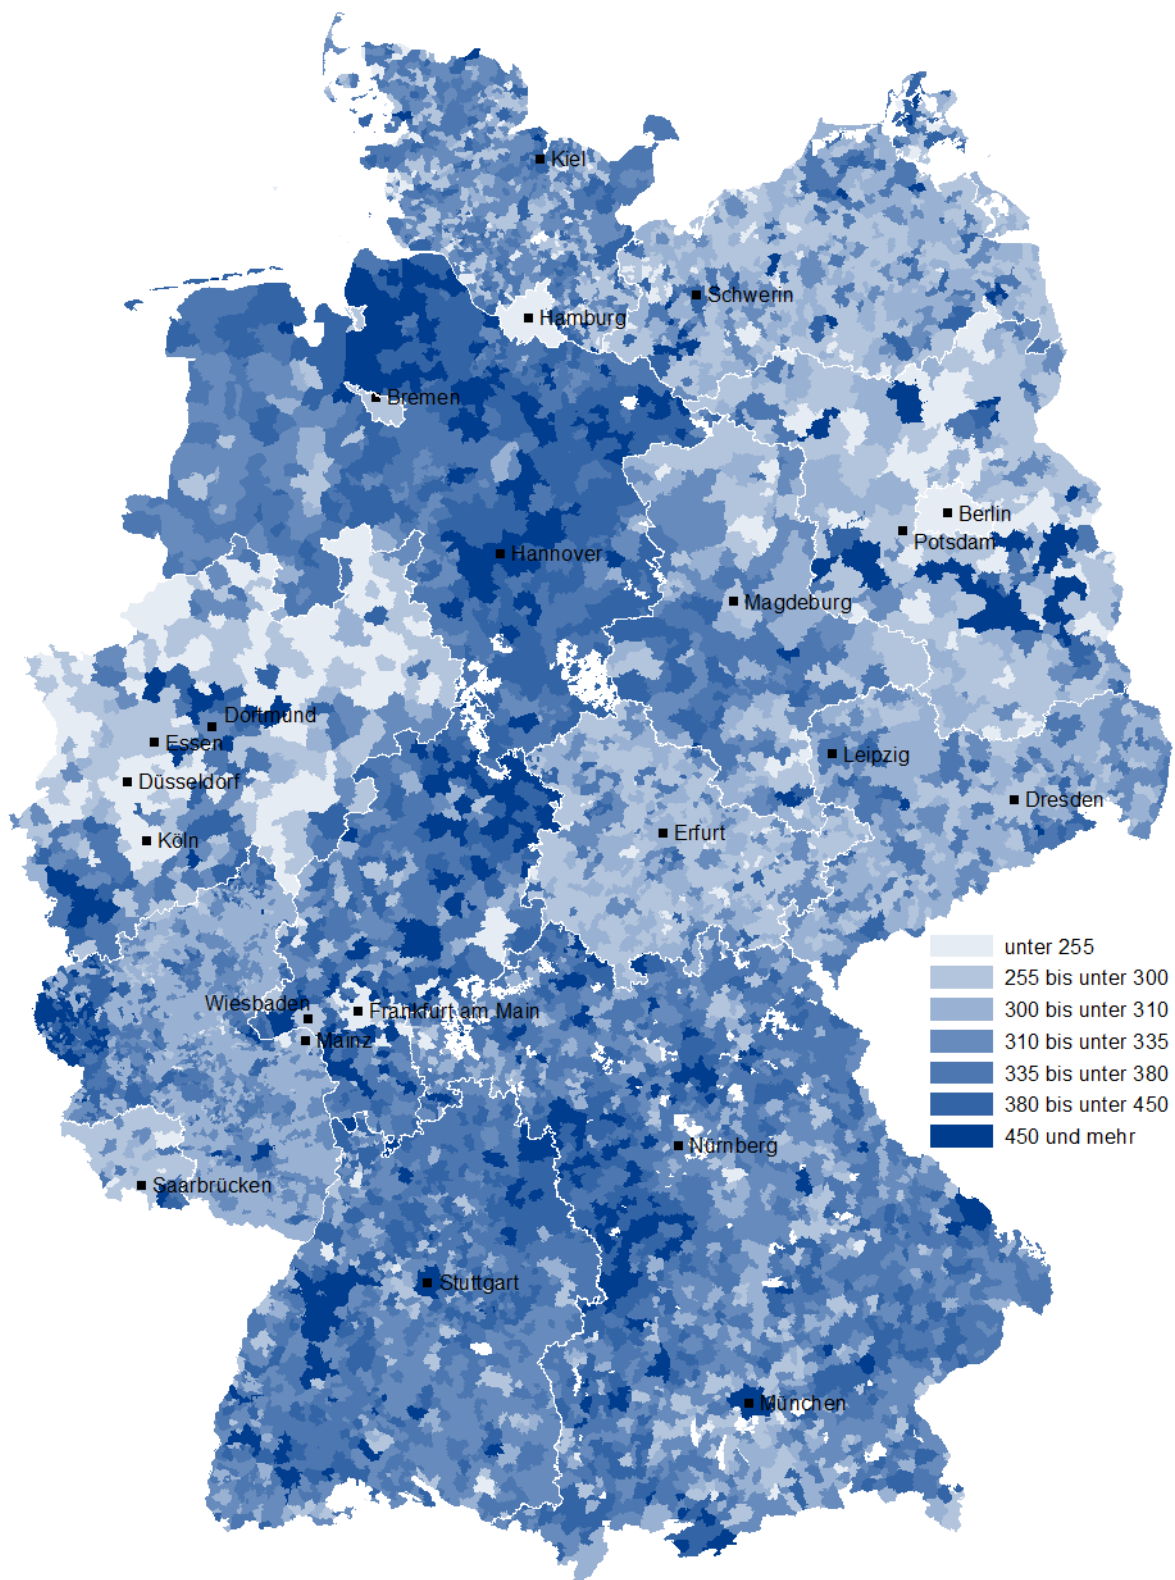 Kiel
Schwerin
Hamburg
Bremen
Berlin
Potsdam
Hannover
Magdeburg
Dortmund
Essen
Leipzig
Düsseldorf
Dresden
Köln
Erfurt
unter 255
255 bis unter 300
Wiesbaden
Frankfurt am Main
300 bis unter 310
Mainz
310 bis unter 335
335 bis unter 380
380 bis unter 450
450 und mehr
Nürnberg
Saarbrücken
Stuttgart
München